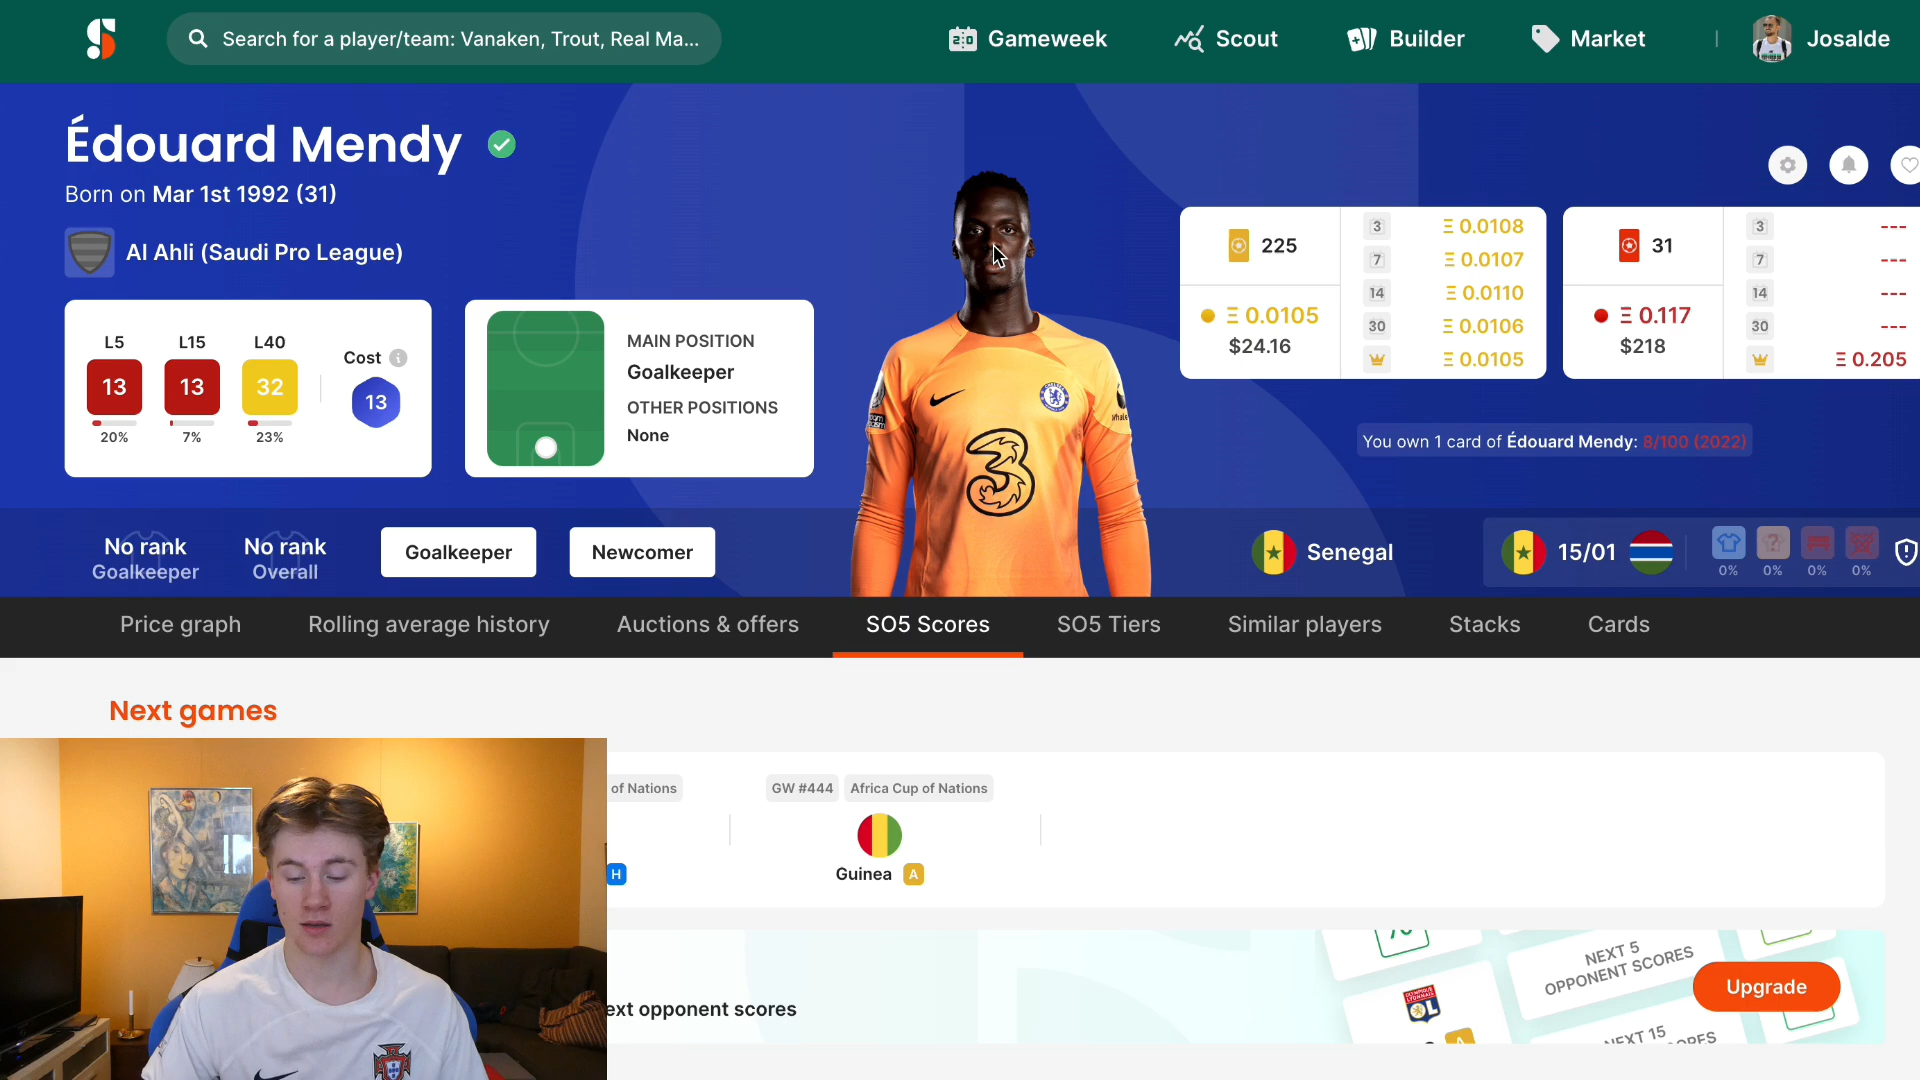 Search for a player/team: Vanaken, Trout, Real Ma...
Gameweek
Scout
Builder
Market
Josalde
Édouard Mendy
Born on Mar 1st 1992 (31)
Al Ahli (Saudi Pro League)
L5
L15
L40
Cost
13
13
32
13
20%
7%
23%
MAIN POSITION
Goalkeeper
OTHER POSITIONS
None
225
Ξ 0.0105
$24.16
3 Ξ 0.0108
7 Ξ 0.0107
14 Ξ 0.0110
30 Ξ 0.0106
Ξ 0.0105
31
Ξ 0.117
$218
3 ---
7 ---
14 ---
30 ---
Ξ 0.205
You own 1 card of Édouard Mendy: 8/100 (2022)
3
No rank
Goalkeeper
No rank
Overall
Goalkeeper
Newcomer
Senegal
15/01
0%
0%
0%
0%
Price graph
Rolling average history
Auctions & offers
SO5 Scores
SO5 Tiers
Similar players
Stacks
Cards
Next games
of Nations
H
GW #444
Africa Cup of Nations
Guinea A
ext opponent scores
NEXT 5
OPPONENT SCORES
NEXT 15
Upgrade